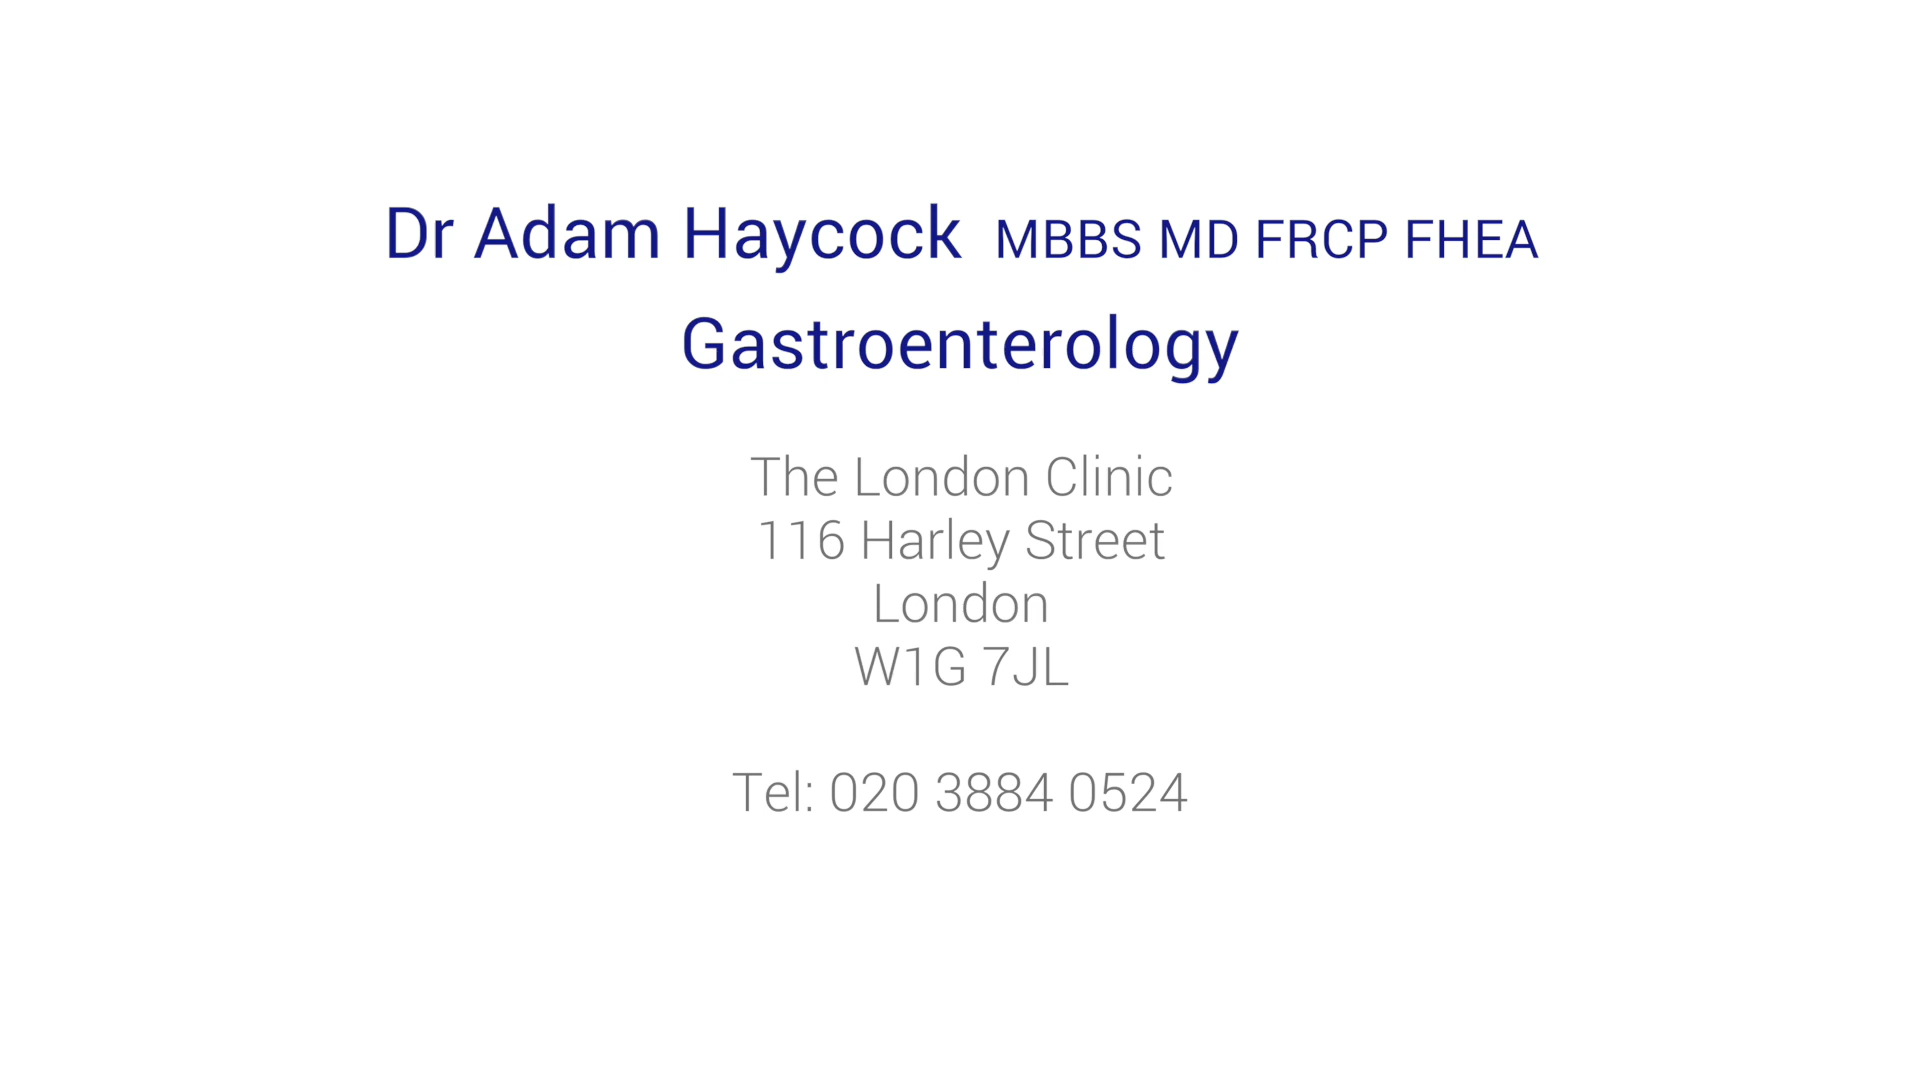 Dr Adam Haycock MBBS MD FRCP FHEA
Gastroenterology
The London Clinic
116 Harley Street
London
W1G 7JL
Tel: 020 3884 0524